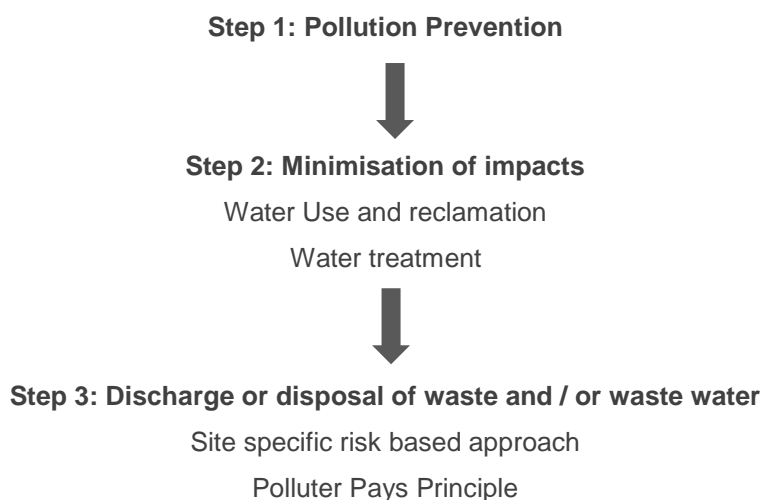 Step 1: Pollution Prevention
Step 2: Minimisation of impacts
Water Use and reclamation
Water treatment
Step 3: Discharge or disposal of waste and / or waste water
Site specific risk based approach
Polluter Pays Principle